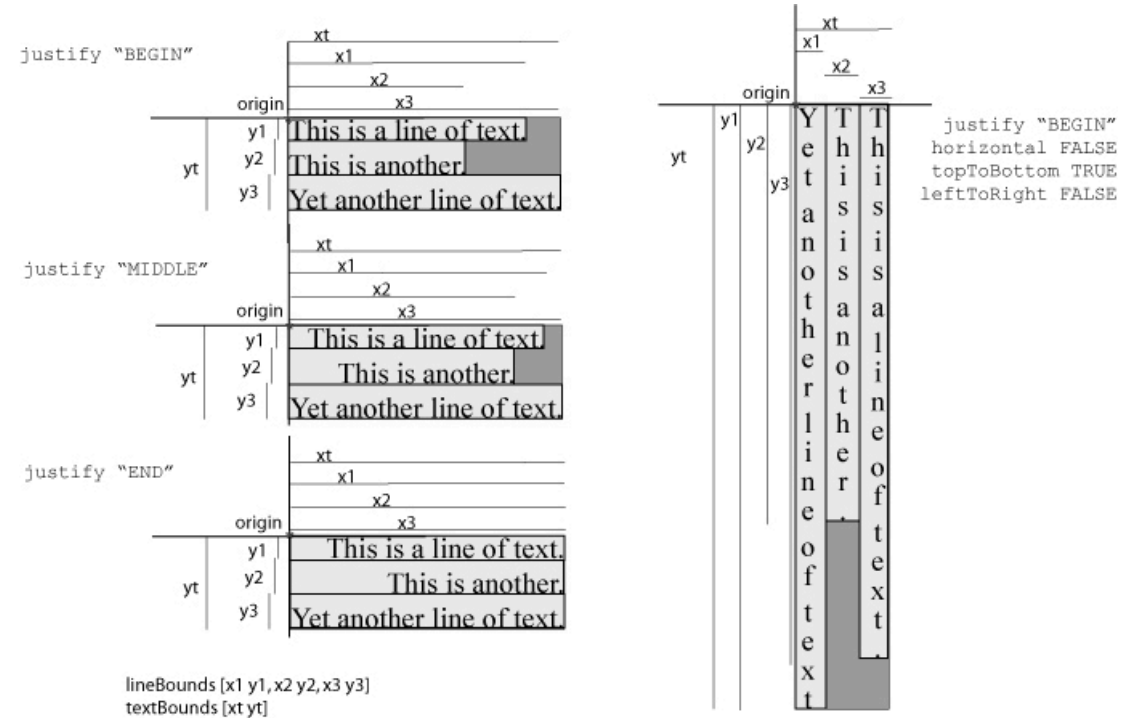 justify “BEGIN”
xt
x1
x2
x3
origin
yt
y1
y2
y3
This is a line of text.
This is another.
Yet another line of text.
justify “MIDDLE”
xt
x1
x2
x3
origin
yt
y1
y2
y3
This is a line of text.
This is another.
Yet another line of text.
justify “END”
xt
x1
x2
x3
origin
yt
y1
y2
y3
This is a line of text.
This is another.
Yet another line of text.
lineBounds [x1 y1, x2 y2, x3 y3]
textBounds [xt yt]
xt
x1
x2
x3
origin
yt
y1
y2
y3
This is a line of text.
This is another.
Yet another line of text
justify “BEGIN”
horizontal FALSE
topToBottom TRUE
leftToRight FALSE